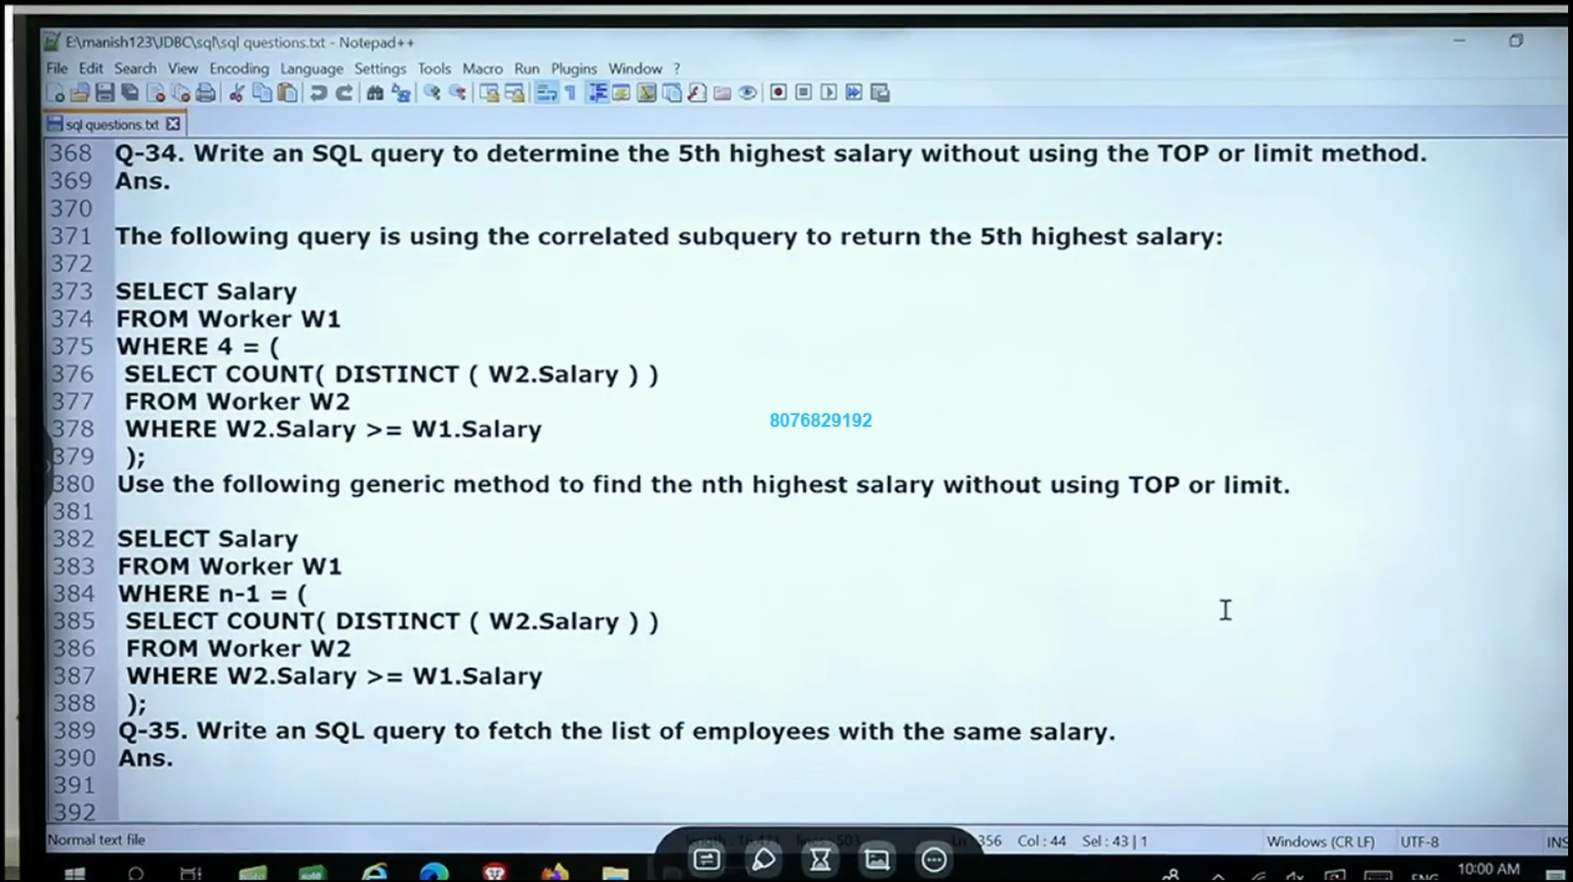 E:\manish123\JDBC\sql\sql questions.txt - Notepad++
File Edit Search View Encoding Language Settings Tools Macro Run Plugins Window ?
sql questions.txt
368 Q-34. Write an SQL query to determine the 5th highest salary without using the TOP or limit method.
369 Ans.
370
371 The following query is using the correlated subquery to return the 5th highest salary:
372
373 SELECT Salary
374 FROM Worker W1
375 WHERE 4 = (
376 SELECT COUNT( DISTINCT ( W2.Salary ) )
377 FROM Worker W2
378 WHERE W2.Salary >= W1.Salary
379 );
380 Use the following generic method to find the nth highest salary without using TOP or limit.
381
382 SELECT Salary
383 FROM Worker W1
384 WHERE n-1 = (
385 SELECT COUNT( DISTINCT ( W2.Salary ) )
386 FROM Worker W2
387 WHERE W2.Salary >= W1.Salary
388 );
389 Q-35. Write an SQL query to fetch the list of employees with the same salary.
390 Ans.
391
392
8076829192
Normal text file 356 Col : 44 Sel : 43 | 1 Windows (CR LF) UTF-8 INS
ENG 10:00 AM